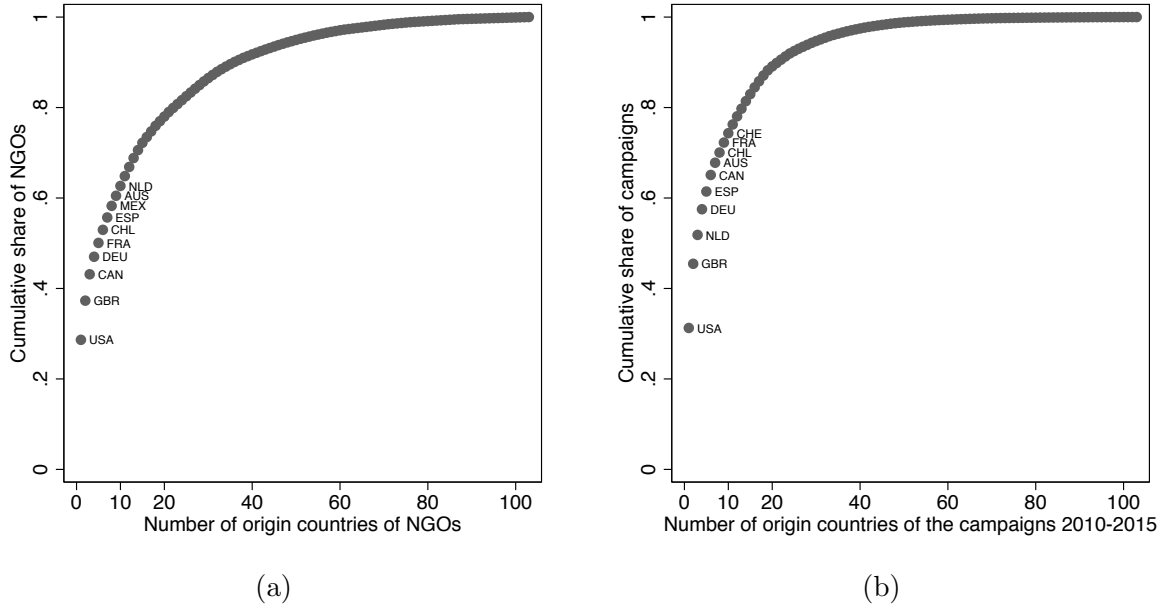 Cumulative share of NGOs
1
.8
.6
.4
.2
0
NLD
AUS
MEX
ESP
CHL
FRA
DEU
CAN
GBR
USA
0 10 20 40 60 80 100
Number of origin countries of NGOs
(a)
Cumulative share of campaigns
1
.8
.6
.4
.2
0
CHE
FRA
CHL
AUS
CAN
ESP
DEU
NLD
GBR
USA
0 10 20 40 60 80 100
Number of origin countries of the campaigns 2010-2015
(b)